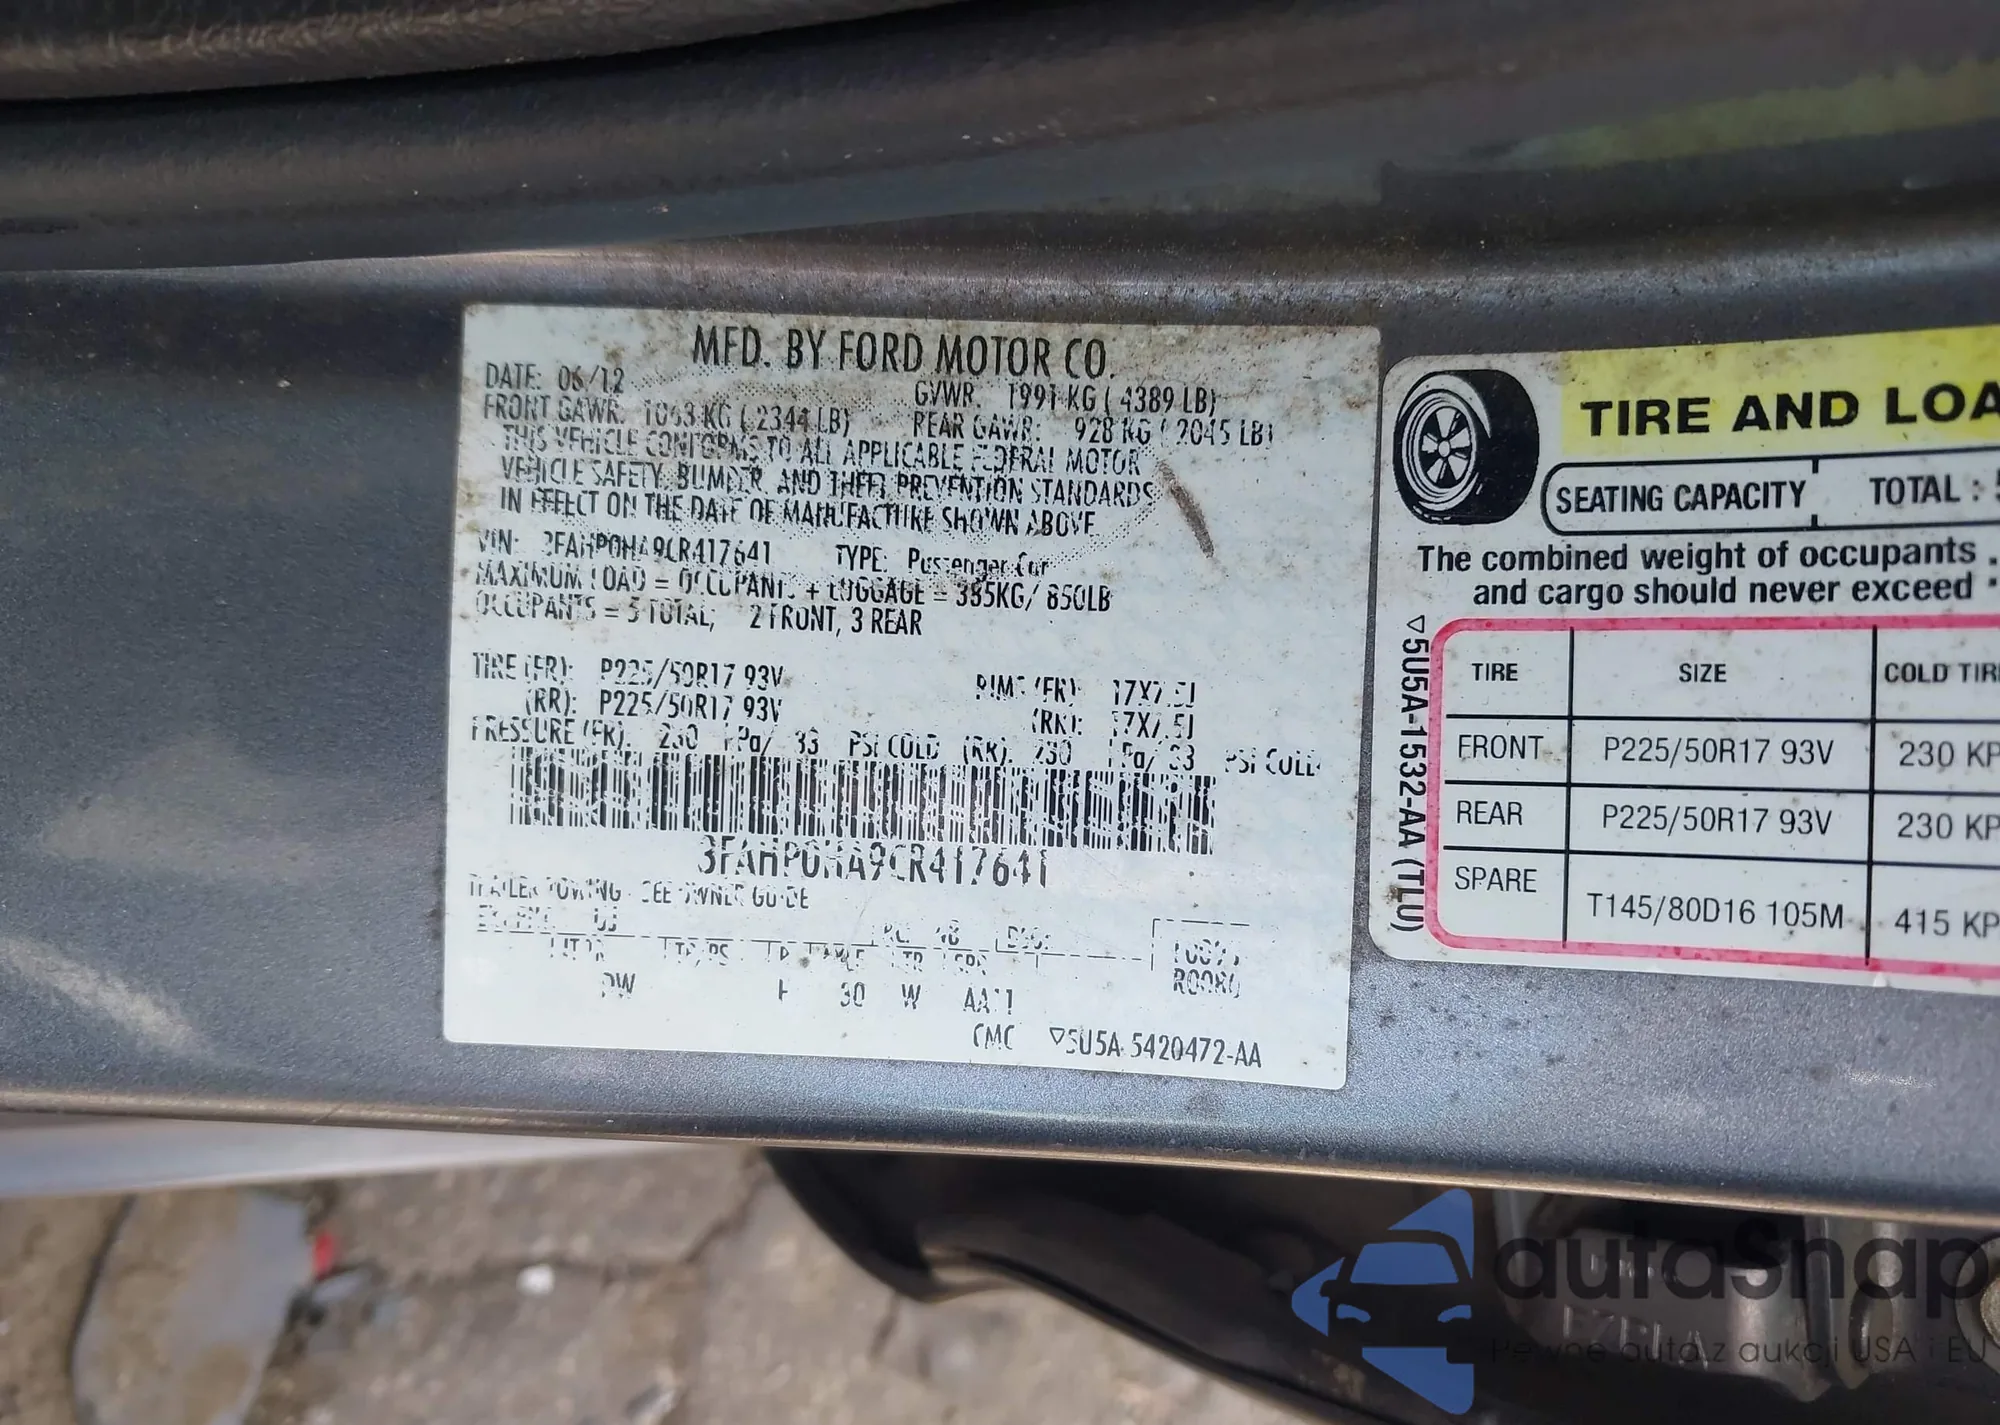 MFD. BY FORD MOTOR CO.
DATE: 06/12
GVWR: 1991 KG ( 4389 LB)
FRONT GAWR: 1063 KG ( 2344 LB)
REAR GAWR: 928 KG ( 2045 LB)
THIS VEHICLE CONFORMS TO ALL APPLICABLE FEDERAL MOTOR
VEHICLE SAFETY, BUMPER, AND THEFT PREVENTION STANDARDS
IN EFFECT ON THE DATE OF MANUFACTURE SHOWN ABOVE.
VIN: 3FAHP0HA9CR417641 TYPE: Passenger Car
MAXIMUM LOAD = OCCUPANTS + LUGGAGE = 385KG/ 850LB
OCCUPANTS = 5 TOTAL, 2 FRONT, 3 REAR
TIRE (FR): P225/50R17 93V RIMS (FR): 17X7.5J
(RR): P225/50R17 93V (RR): 17X7.5J
PRESSURE (FR): 230 kPa/ 33 PSI COLD (RR): 230 kPa/ 33 PSI COLD
3FAHP0HA9CR417641
TRAILER TOWING - SEE OWNER GUIDE
30 W
CMC ▽5U5A-5420472-AA
TIRE AND LOA
SEATING CAPACITY TOTAL : 5
The combined weight of occupants
and cargo should never exceed
▽5U5A-1532-AA (TLU)
TIRE SIZE COLD TIRE
FRONT P225/50R17 93V 230 KP
REAR P225/50R17 93V 230 KP
SPARE T145/80D16 105M 415 KP
autaSnap
Pewne auta z aukcji USA i EU